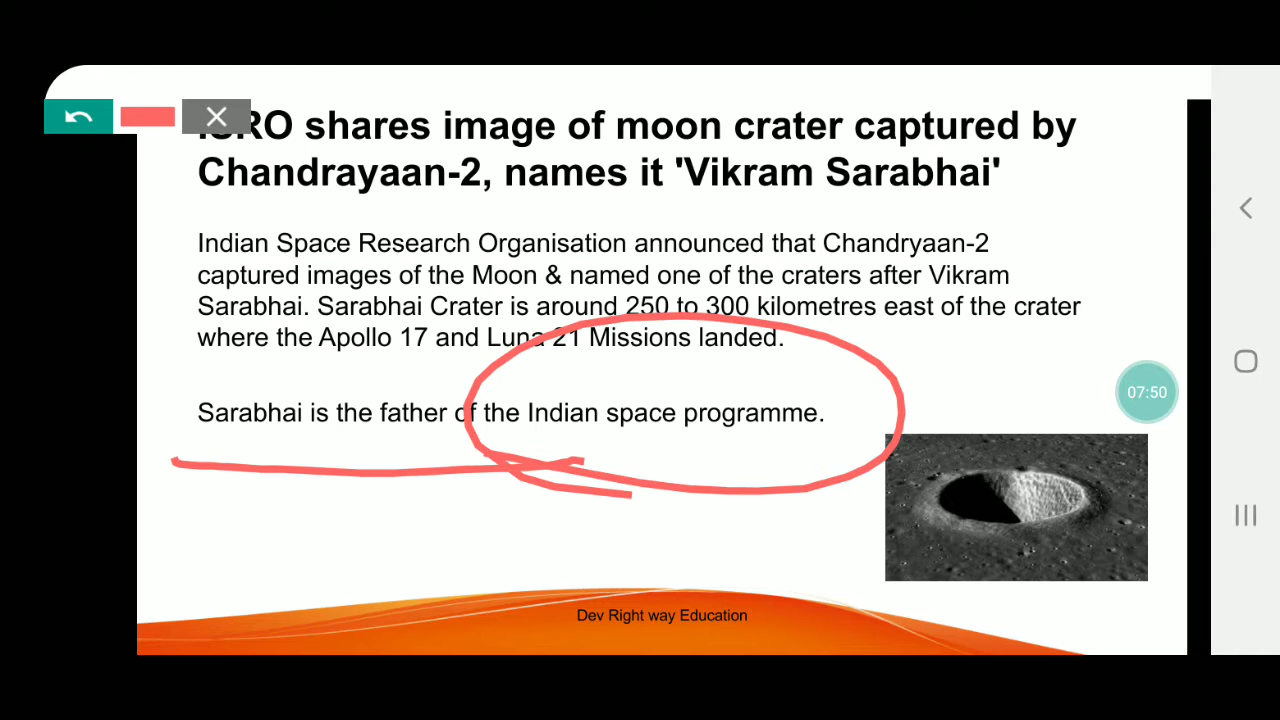 ISRO shares image of moon crater captured by
Chandrayaan-2, names it 'Vikram Sarabhai'
Indian Space Research Organisation announced that Chandryaan-2
captured images of the Moon & named one of the craters after Vikram
Sarabhai. Sarabhai Crater is around 250 to 300 kilometres east of the crater
where the Apollo 17 and Luna 21 Missions landed.
Sarabhai is the father of the Indian space programme.
07:50
Dev Right way Education